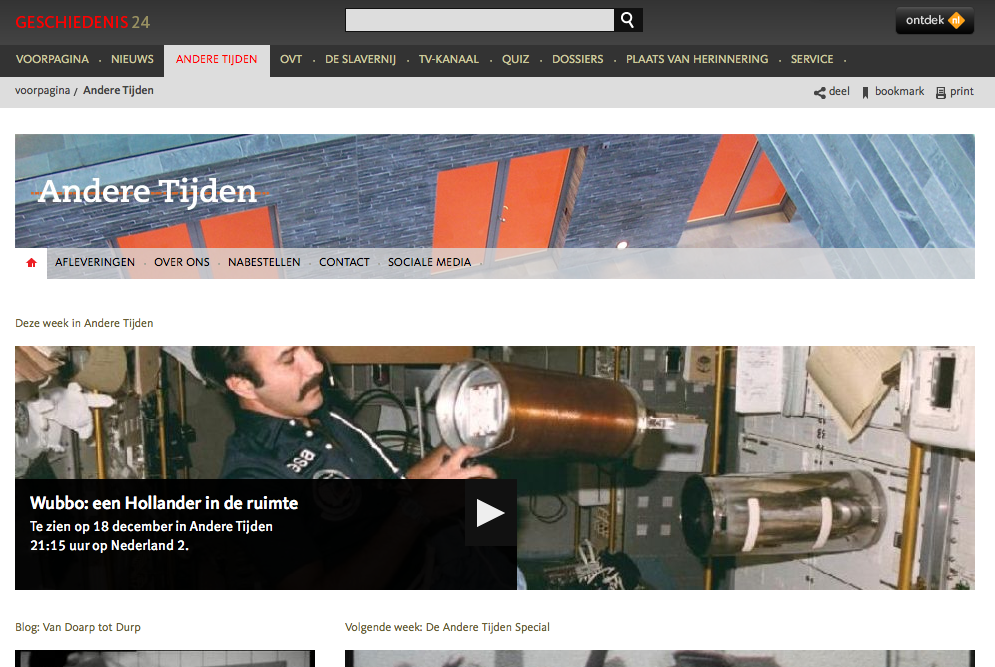 GESCHIEDENIS 24
ontdek nl
VOORPAGINA · NIEUWS ANDERE TIJDEN OVT · DE SLAVERNIJ · TV-KANAAL · QUIZ · DOSSIERS · PLAATS VAN HERINNERING · SERVICE ·
voorpagina / Andere Tijden
deel bookmark print
Andere Tijden
AFLEVERINGEN · OVER ONS · NABESTELLEN · CONTACT · SOCIALE MEDIA ·
Deze week in Andere Tijden
esa
Wubbo: een Hollander in de ruimte
Te zien op 18 december in Andere Tijden
21:15 uur op Nederland 2.
Blog: Van Doarp tot Durp
Volgende week: De Andere Tijden Special